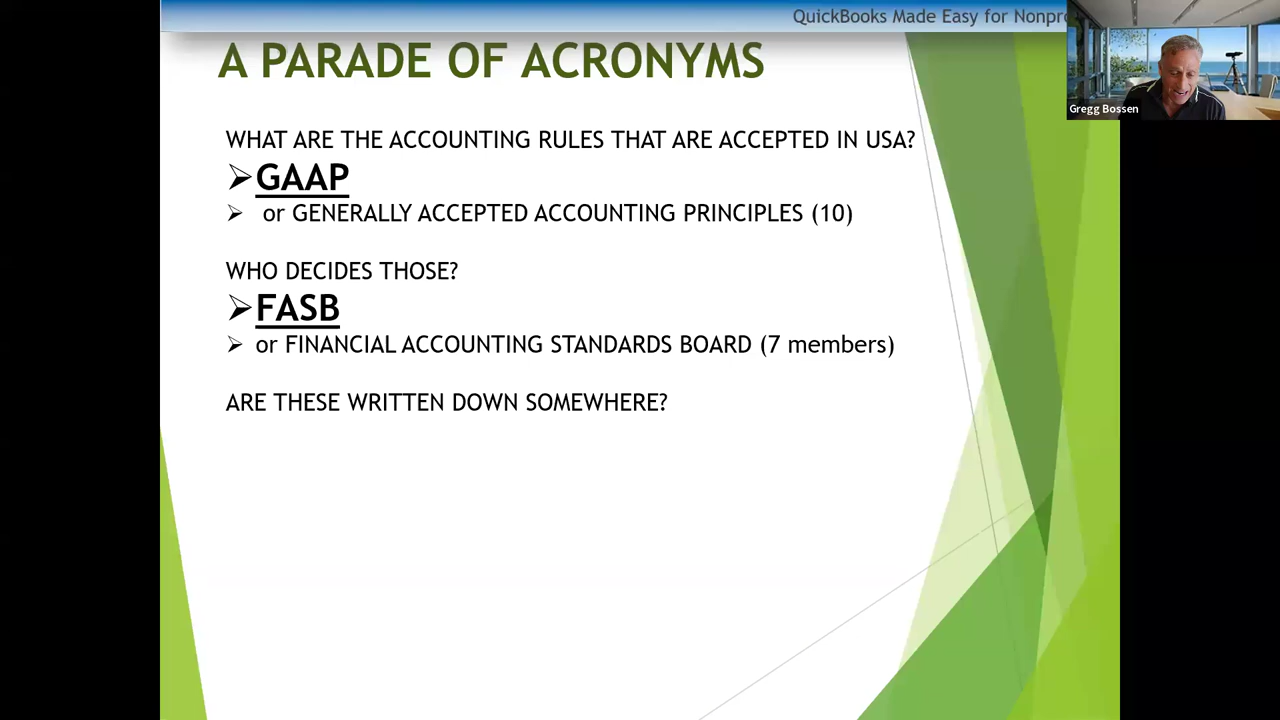 QuickBooks Made Easy for Nonpro
Gregg Bossen
A PARADE OF ACRONYMS
WHAT ARE THE ACCOUNTING RULES THAT ARE ACCEPTED IN USA?
➢GAAP
➢ or GENERALLY ACCEPTED ACCOUNTING PRINCIPLES (10)
WHO DECIDES THOSE?
➢FASB
➢ or FINANCIAL ACCOUNTING STANDARDS BOARD (7 members)
ARE THESE WRITTEN DOWN SOMEWHERE?